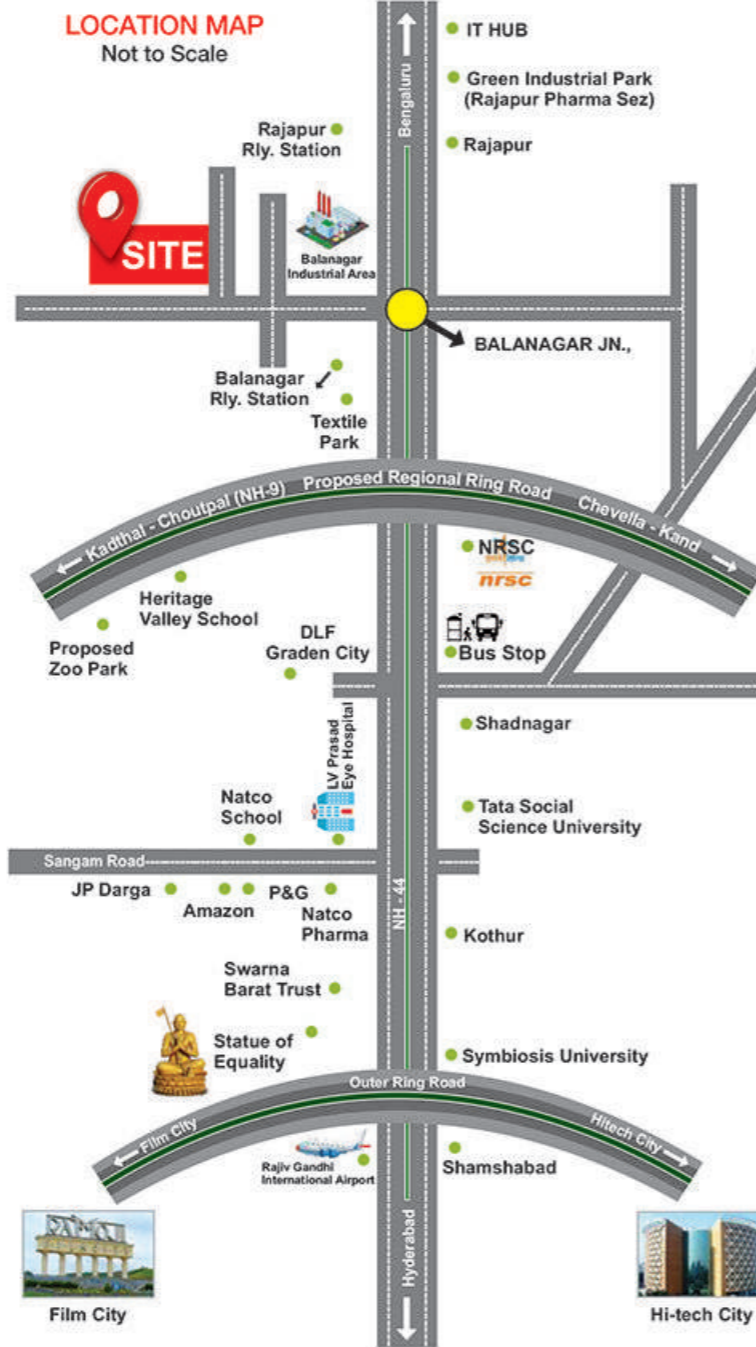 LOCATION MAP
Not to Scale
Bengaluru
IT HUB
Green Industrial Park
(Rajapur Pharma Sez)
Rajapur
Rly. Station
Rajapur
SITE
Balanagar
Industrial Area
BALANAGAR JN.,
Balanagar
Rly. Station
Textile
Park
Kadthal - Choutpal (NH-9)
Proposed Regional Ring Road
Chevella - Kand
NRSC
nrsc
Heritage
Valley School
Proposed
Zoo Park
DLF
Graden City
Bus Stop
Shadnagar
LV Prasad
Eye Hospital
Natco
School
Tata Social
Science University
Sangam Road
JP Darga
Amazon
P&G
Natco
Pharma
NH - 44
Kothur
Swarna
Barat Trust
Statue of
Equality
Symbiosis University
Outer Ring Road
Film City
Hitech City
Rajiv Gandhi
International Airport
Shamshabad
Hyderabad
RAMOJI
Film City
Hi-tech City